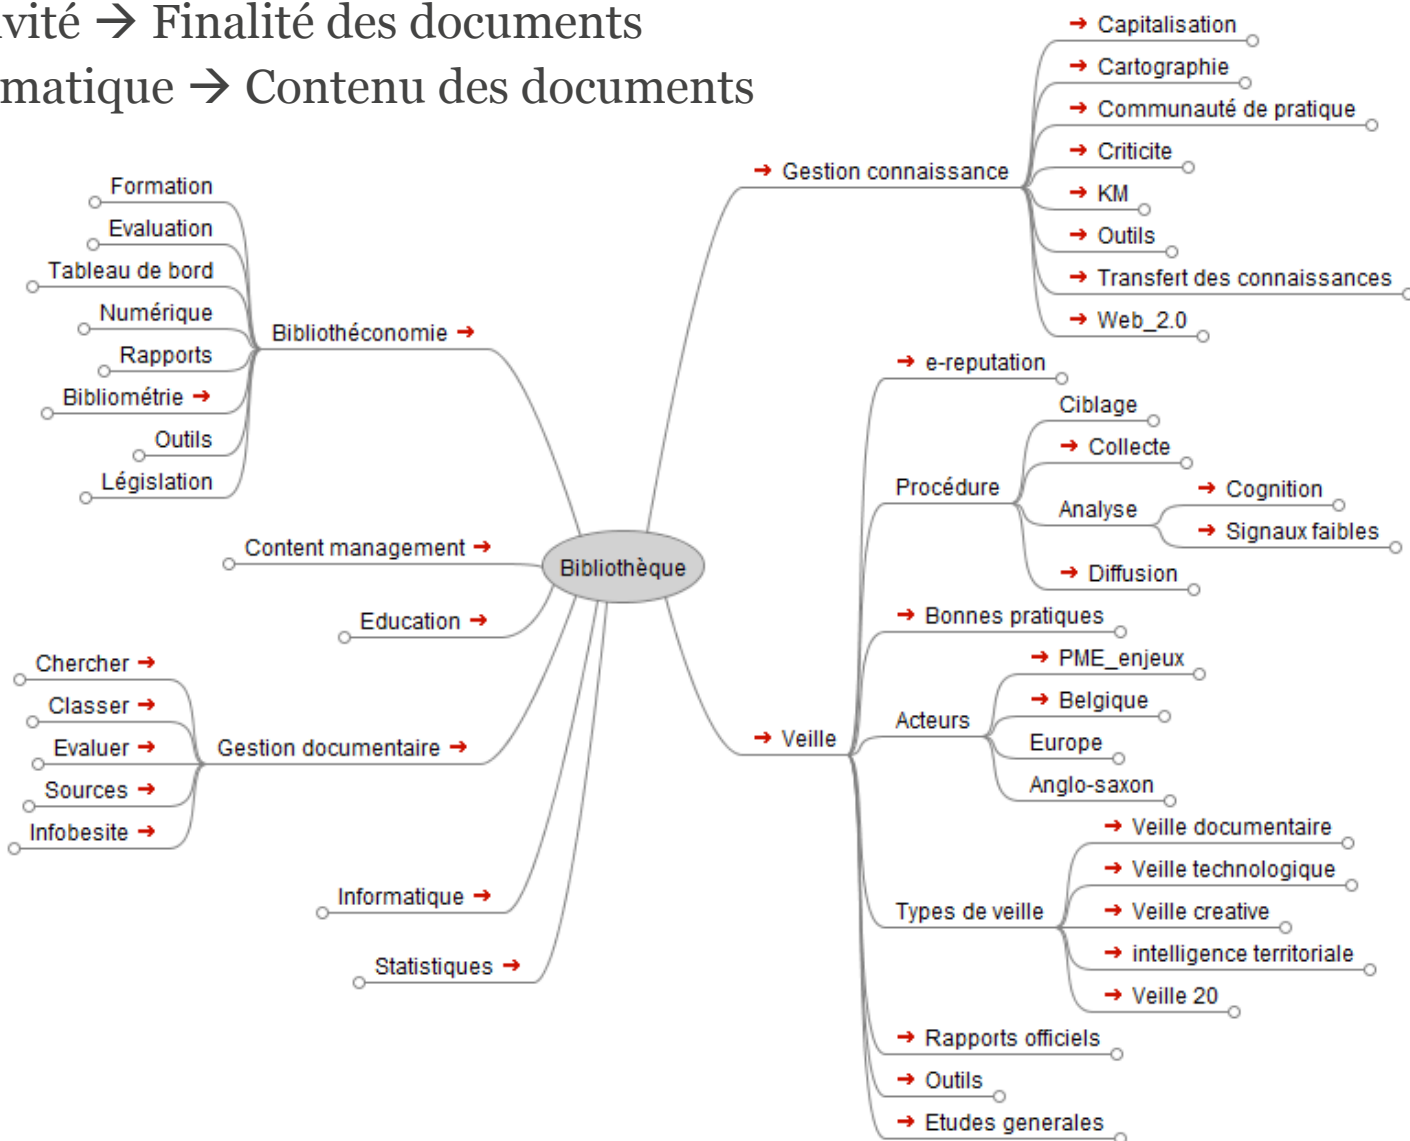 vité → Finalité des documents
matique → Contenu des documents
Bibliothèque
→ Gestion connaissance
→ Capitalisation
→ Cartographie
→ Communauté de pratique
→ Criticite
→ KM
→ Outils
→ Transfert des connaissances
→ Web_2.0
Bibliothéconomie →
Formation
Evaluation
Tableau de bord
Numérique
Rapports
Bibliométrie →
Outils
Législation
Content management →
Education →
Gestion documentaire →
Chercher →
Classer →
Evaluer →
Sources →
Infobesite →
Informatique →
Statistiques →
→ Veille
→ e-reputation
Procédure
Ciblage
→ Collecte
Analyse
→ Cognition
→ Signaux faibles
→ Diffusion
→ Bonnes pratiques
Acteurs
→ PME_enjeux
→ Belgique
Europe
Anglo-saxon
Types de veille
→ Veille documentaire
→ Veille technologique
→ Veille creative
→ intelligence territoriale
→ Veille 20
→ Rapports officiels
→ Outils
→ Etudes generales